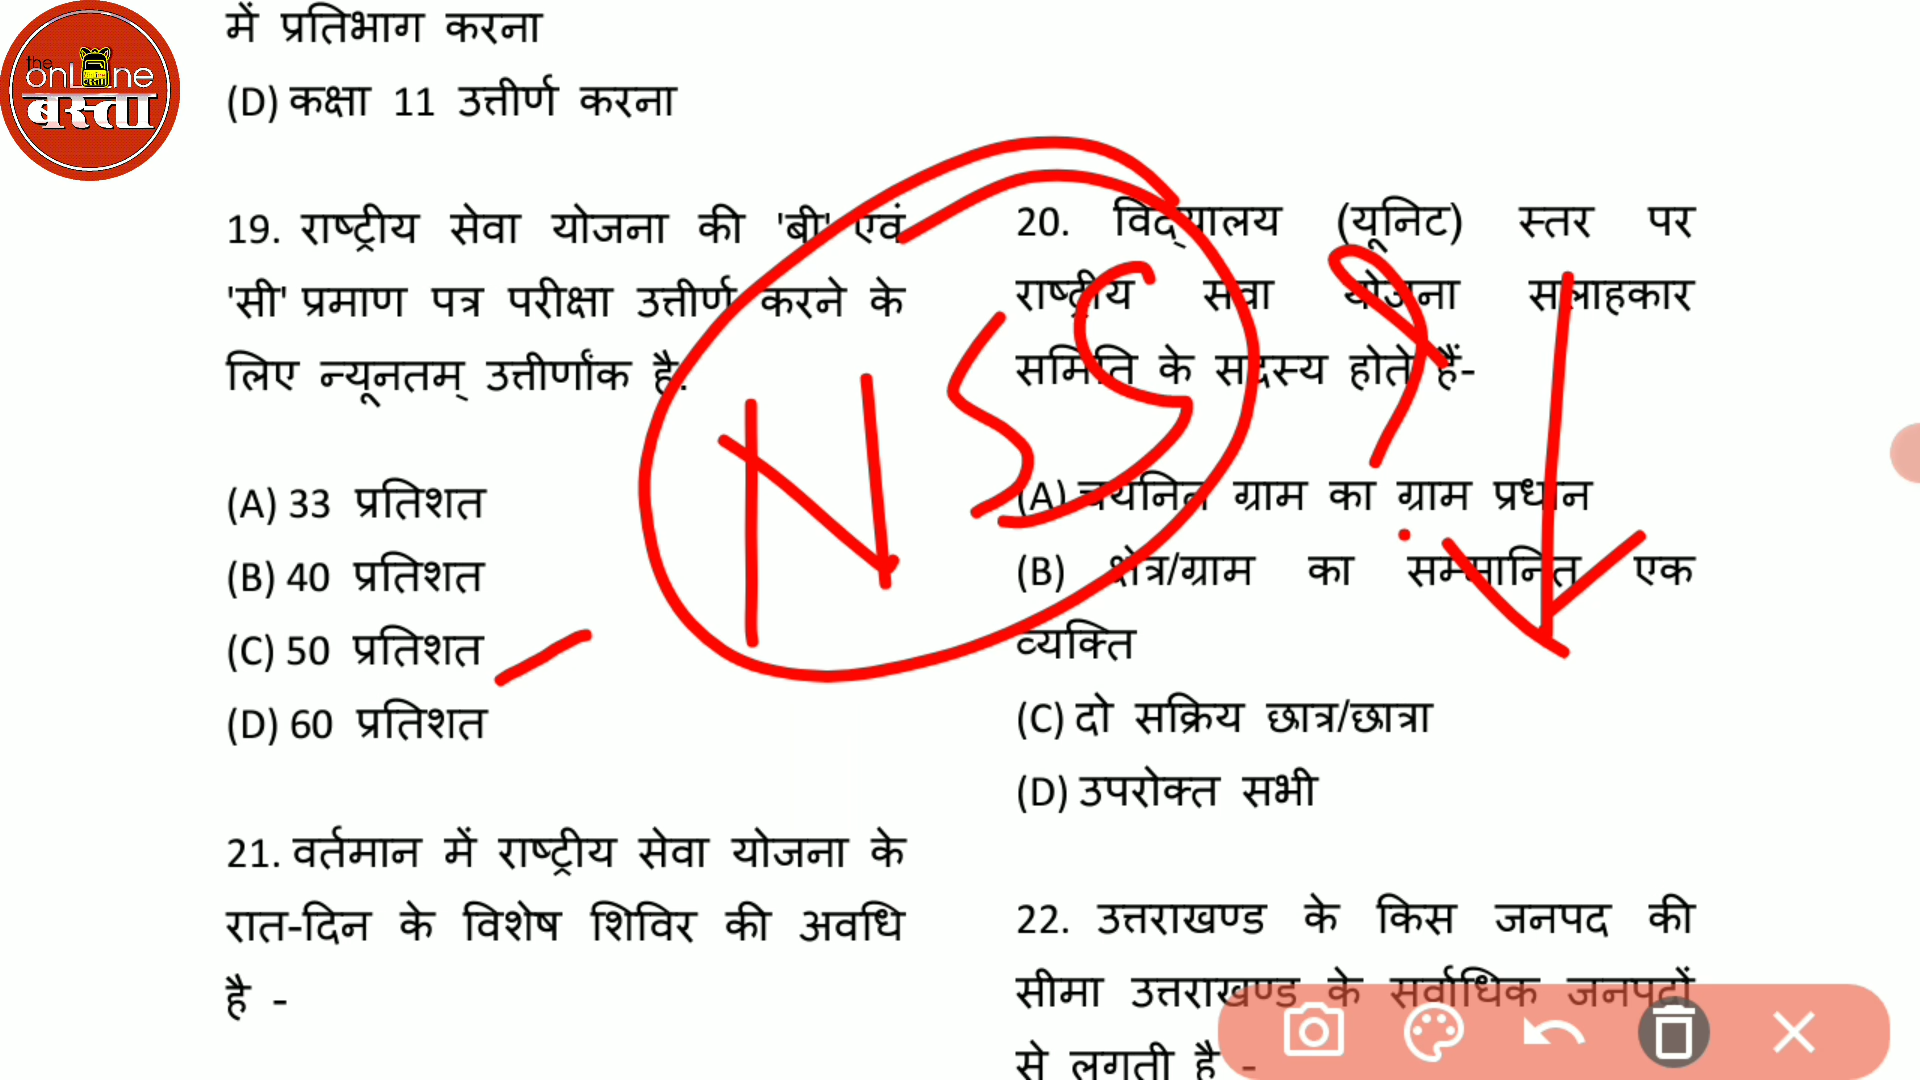 the
onLine
बस्ता
में प्रतिभाग करना
(D) कक्षा 11 उत्तीर्ण करना
19. राष्ट्रीय सेवा योजना की 'बी' एवं
'सी' प्रमाण पत्र परीक्षा उत्तीर्ण करने के
लिए न्यूनतम् उत्तीर्णांक है:
(A) 33 प्रतिशत
(B) 40 प्रतिशत
(C) 50 प्रतिशत
(D) 60 प्रतिशत
21. वर्तमान में राष्ट्रीय सेवा योजना के
रात-दिन के विशेष शिविर की अवधि
है -
NSS ?
20. विद्यालय (यूनिट) स्तर पर
राष्ट्रीय सेवा योजना सलाहकार
समिति के सदस्य होते हैं-
(A) चयनित ग्राम का ग्राम प्रधान
(B) क्षेत्र/ग्राम का सम्मानित एक
व्यक्ति
(C) दो सक्रिय छात्र/छात्रा
(D) उपरोक्त सभी
22. उत्तराखण्ड के किस जनपद की
सीमा उत्तराखण्ड के सर्वाधिक जनपदों
से लगती है -